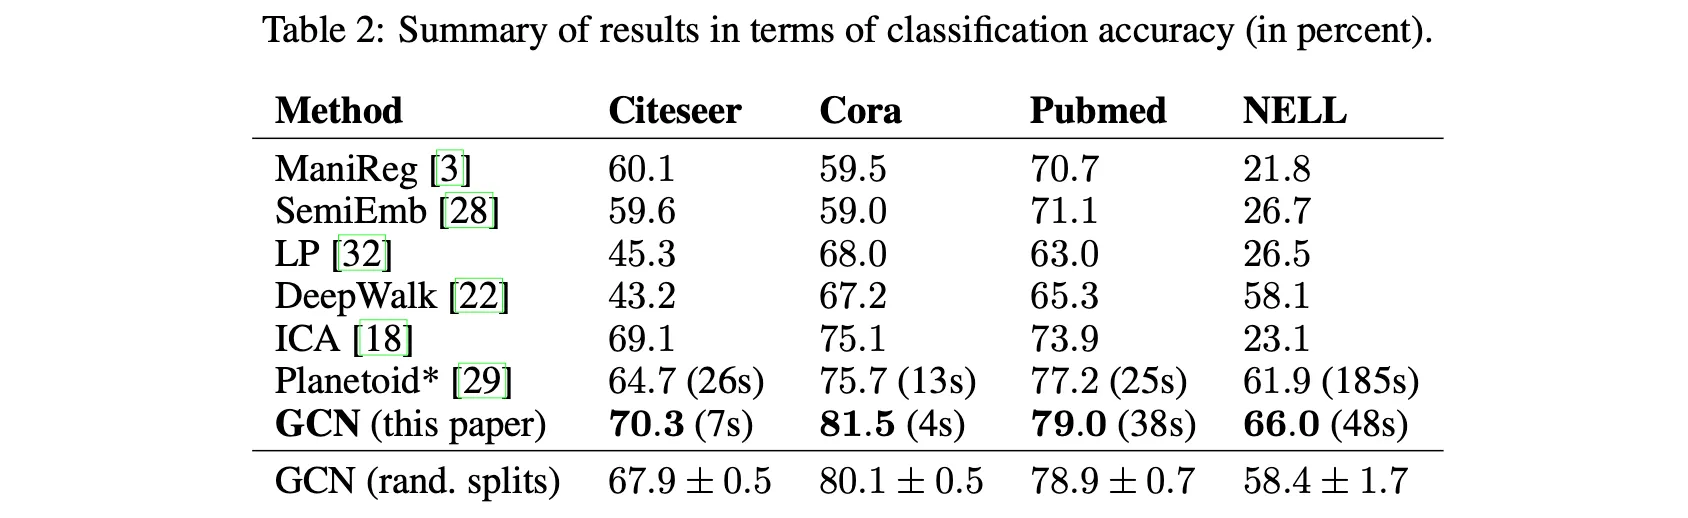 Table 2: Summary of results in terms of classification accuracy (in percent).
Method Citeseer Cora Pubmed NELL
ManiReg [3] 60.1 59.5 70.7 21.8
SemiEmb [28] 59.6 59.0 71.1 26.7
LP [32] 45.3 68.0 63.0 26.5
DeepWalk [22] 43.2 67.2 65.3 58.1
ICA [18] 69.1 75.1 73.9 23.1
Planetoid* [29] 64.7 (26s) 75.7 (13s) 77.2 (25s) 61.9 (185s)
GCN (this paper) 70.3 (7s) 81.5 (4s) 79.0 (38s) 66.0 (48s)
GCN (rand. splits) 67.9 ± 0.5 80.1 ± 0.5 78.9 ± 0.7 58.4 ± 1.7